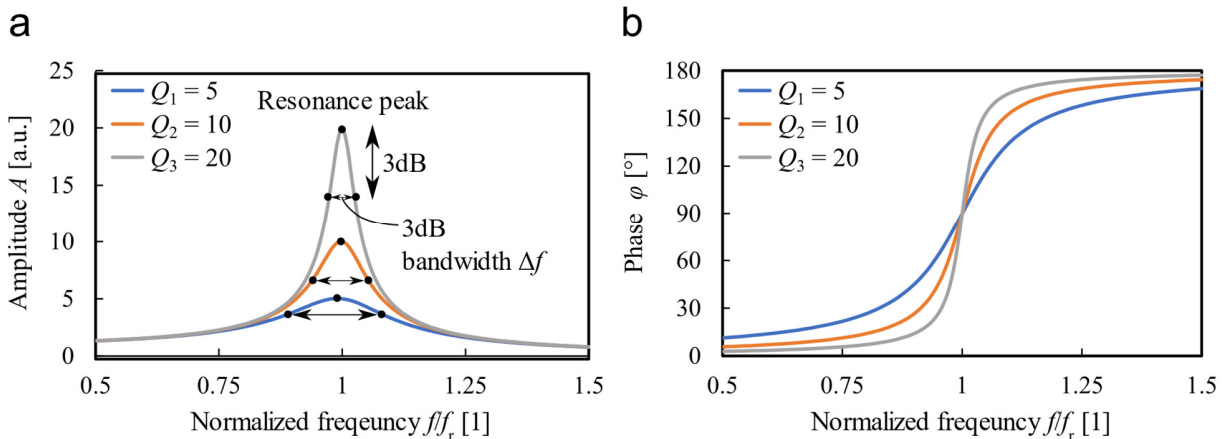 a
25
20
15
10
5
0
Amplitude A [a.u.]
Q1 = 5
Q2 = 10
Q3 = 20
Resonance peak
3dB
3dB
bandwidth Δf
0.5 0.75 1 1.25 1.5
Normalized freqeuncy f/fr [1]
b
180
150
120
90
60
30
0
Phase φ [°]
Q1 = 5
Q2 = 10
Q3 = 20
0.5 0.75 1 1.25 1.5
Normalized freqeuncy f/fr [1]